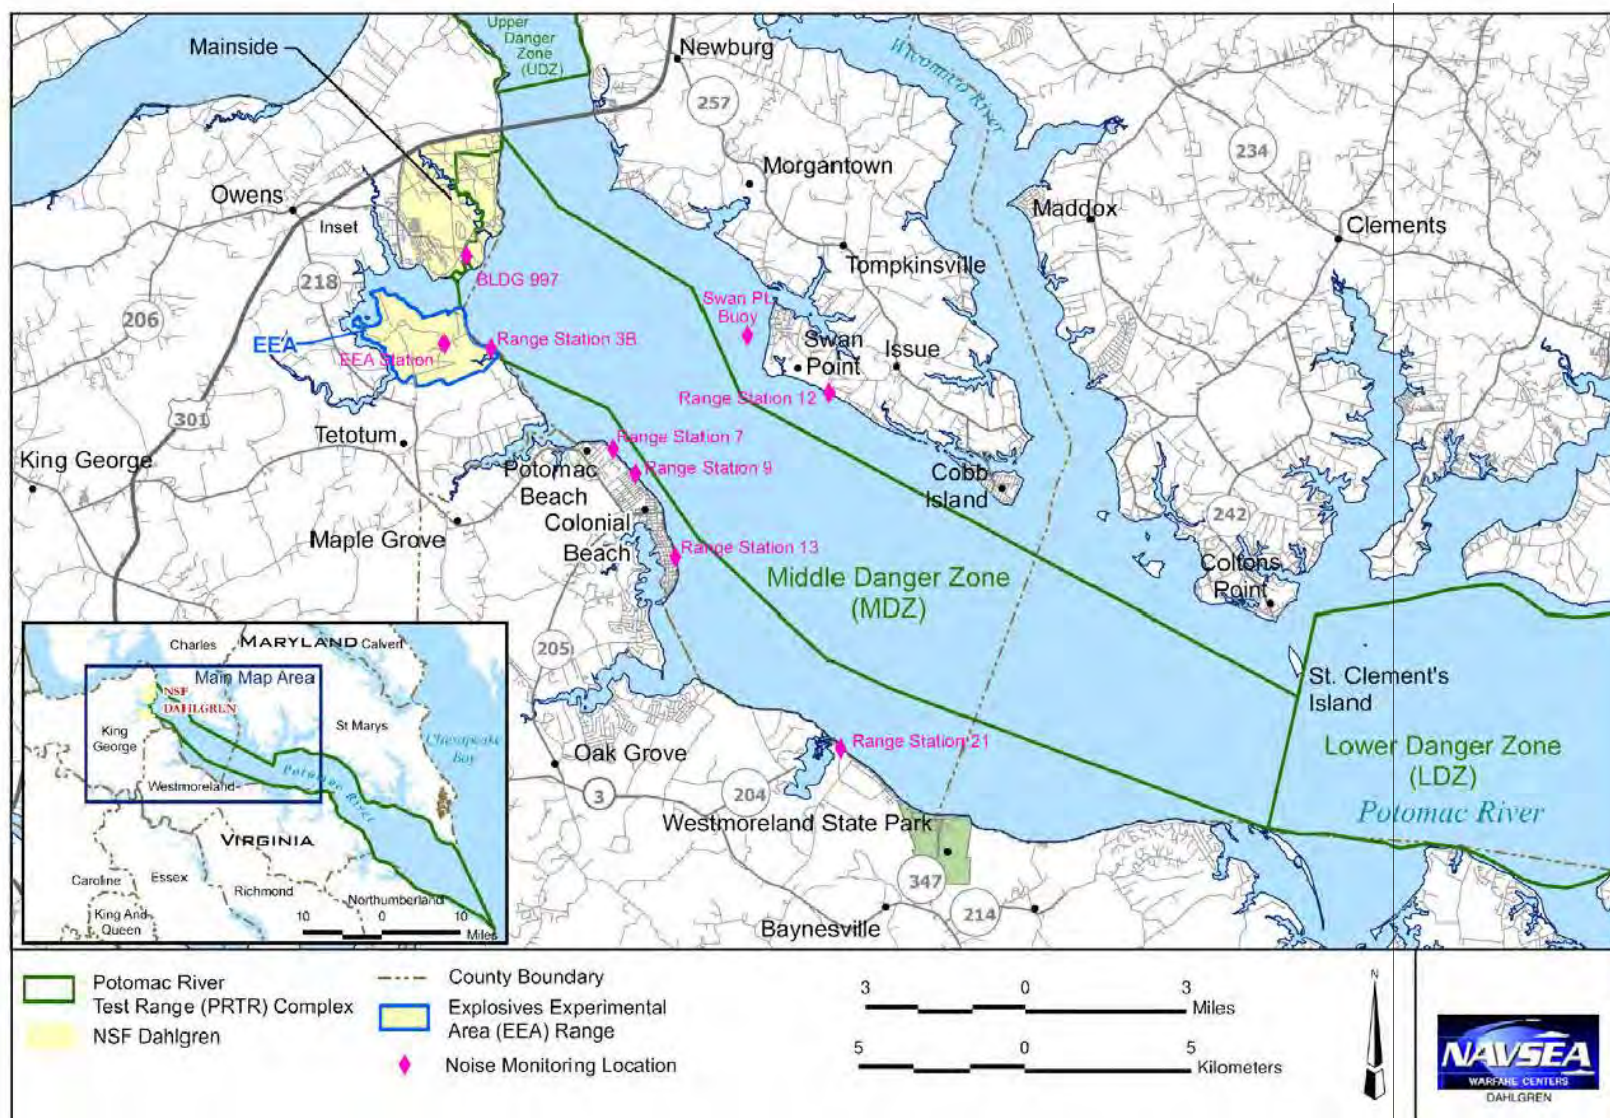 Upper
Danger
Zone
(UDZ)
Mainside
Newburg
Wicomico River
257
234
Morgantown
Owens
Maddox
Clements
Inset
Tompkinsville
218
BLDG 997
206
Swan Pt.
Buoy
EEA
EEA Station
Range Station 3B
Swan
Point
Issue
Range Station 12
301
Tetotum
Range Station 7
King George
Potomac
Beach
Range Station 9
Cobb
Island
Colonial
Beach
242
Maple Grove
Range Station 13
Coltons
Point
Middle Danger Zone
(MDZ)
205
St. Clement's
Island
Oak Grove
Range Station 21
Lower Danger Zone
(LDZ)
Potomac River
3
204
Westmoreland State Park
347
214
Baynesville
Charles
MARYLAND
Calvert
Main Map Area
NSF
DAHLGREN
King
George
St Marys
Chesapeake
Bay
Potomac River
Westmoreland
VIRGINIA
Caroline
Essex
Richmond
Northumberland
King And
Queen
10 0 10
Miles
Potomac River
Test Range (PRTR) Complex
NSF Dahlgren
County Boundary
Explosives Experimental
Area (EEA) Range
Noise Monitoring Location
3 0 3
Miles
5 0 5
Kilometers
N
NAVSEA
WARFARE CENTERS
DAHLGREN